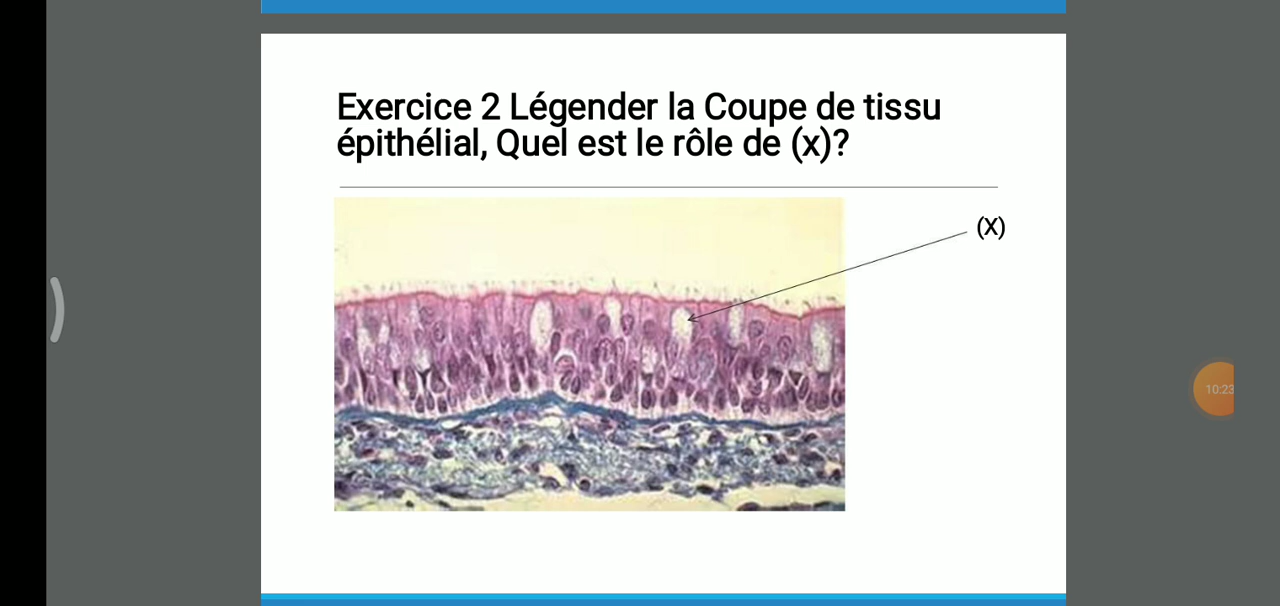 Exercice 2 Légender la Coupe de tissu
épithélial, Quel est le rôle de (x)?
(X)
10:23